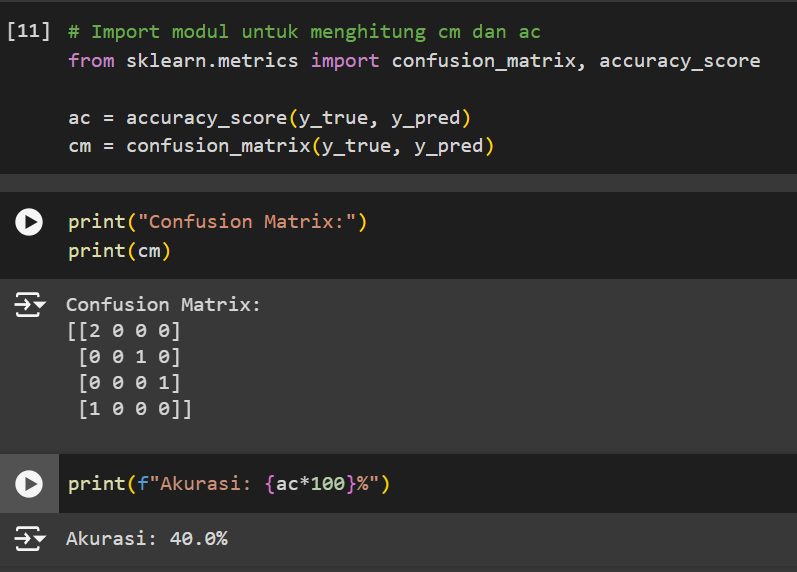 [11] # Import modul untuk menghitung cm dan ac
from sklearn.metrics import confusion_matrix, accuracy_score
ac = accuracy_score(y_true, y_pred)
cm = confusion_matrix(y_true, y_pred)
print("Confusion Matrix:")
print(cm)
Confusion Matrix:
[[2 0 0 0]
[0 0 1 0]
[0 0 0 1]
[1 0 0 0]]
print(f"Akurasi: {ac*100}%")
Akurasi: 40.0%